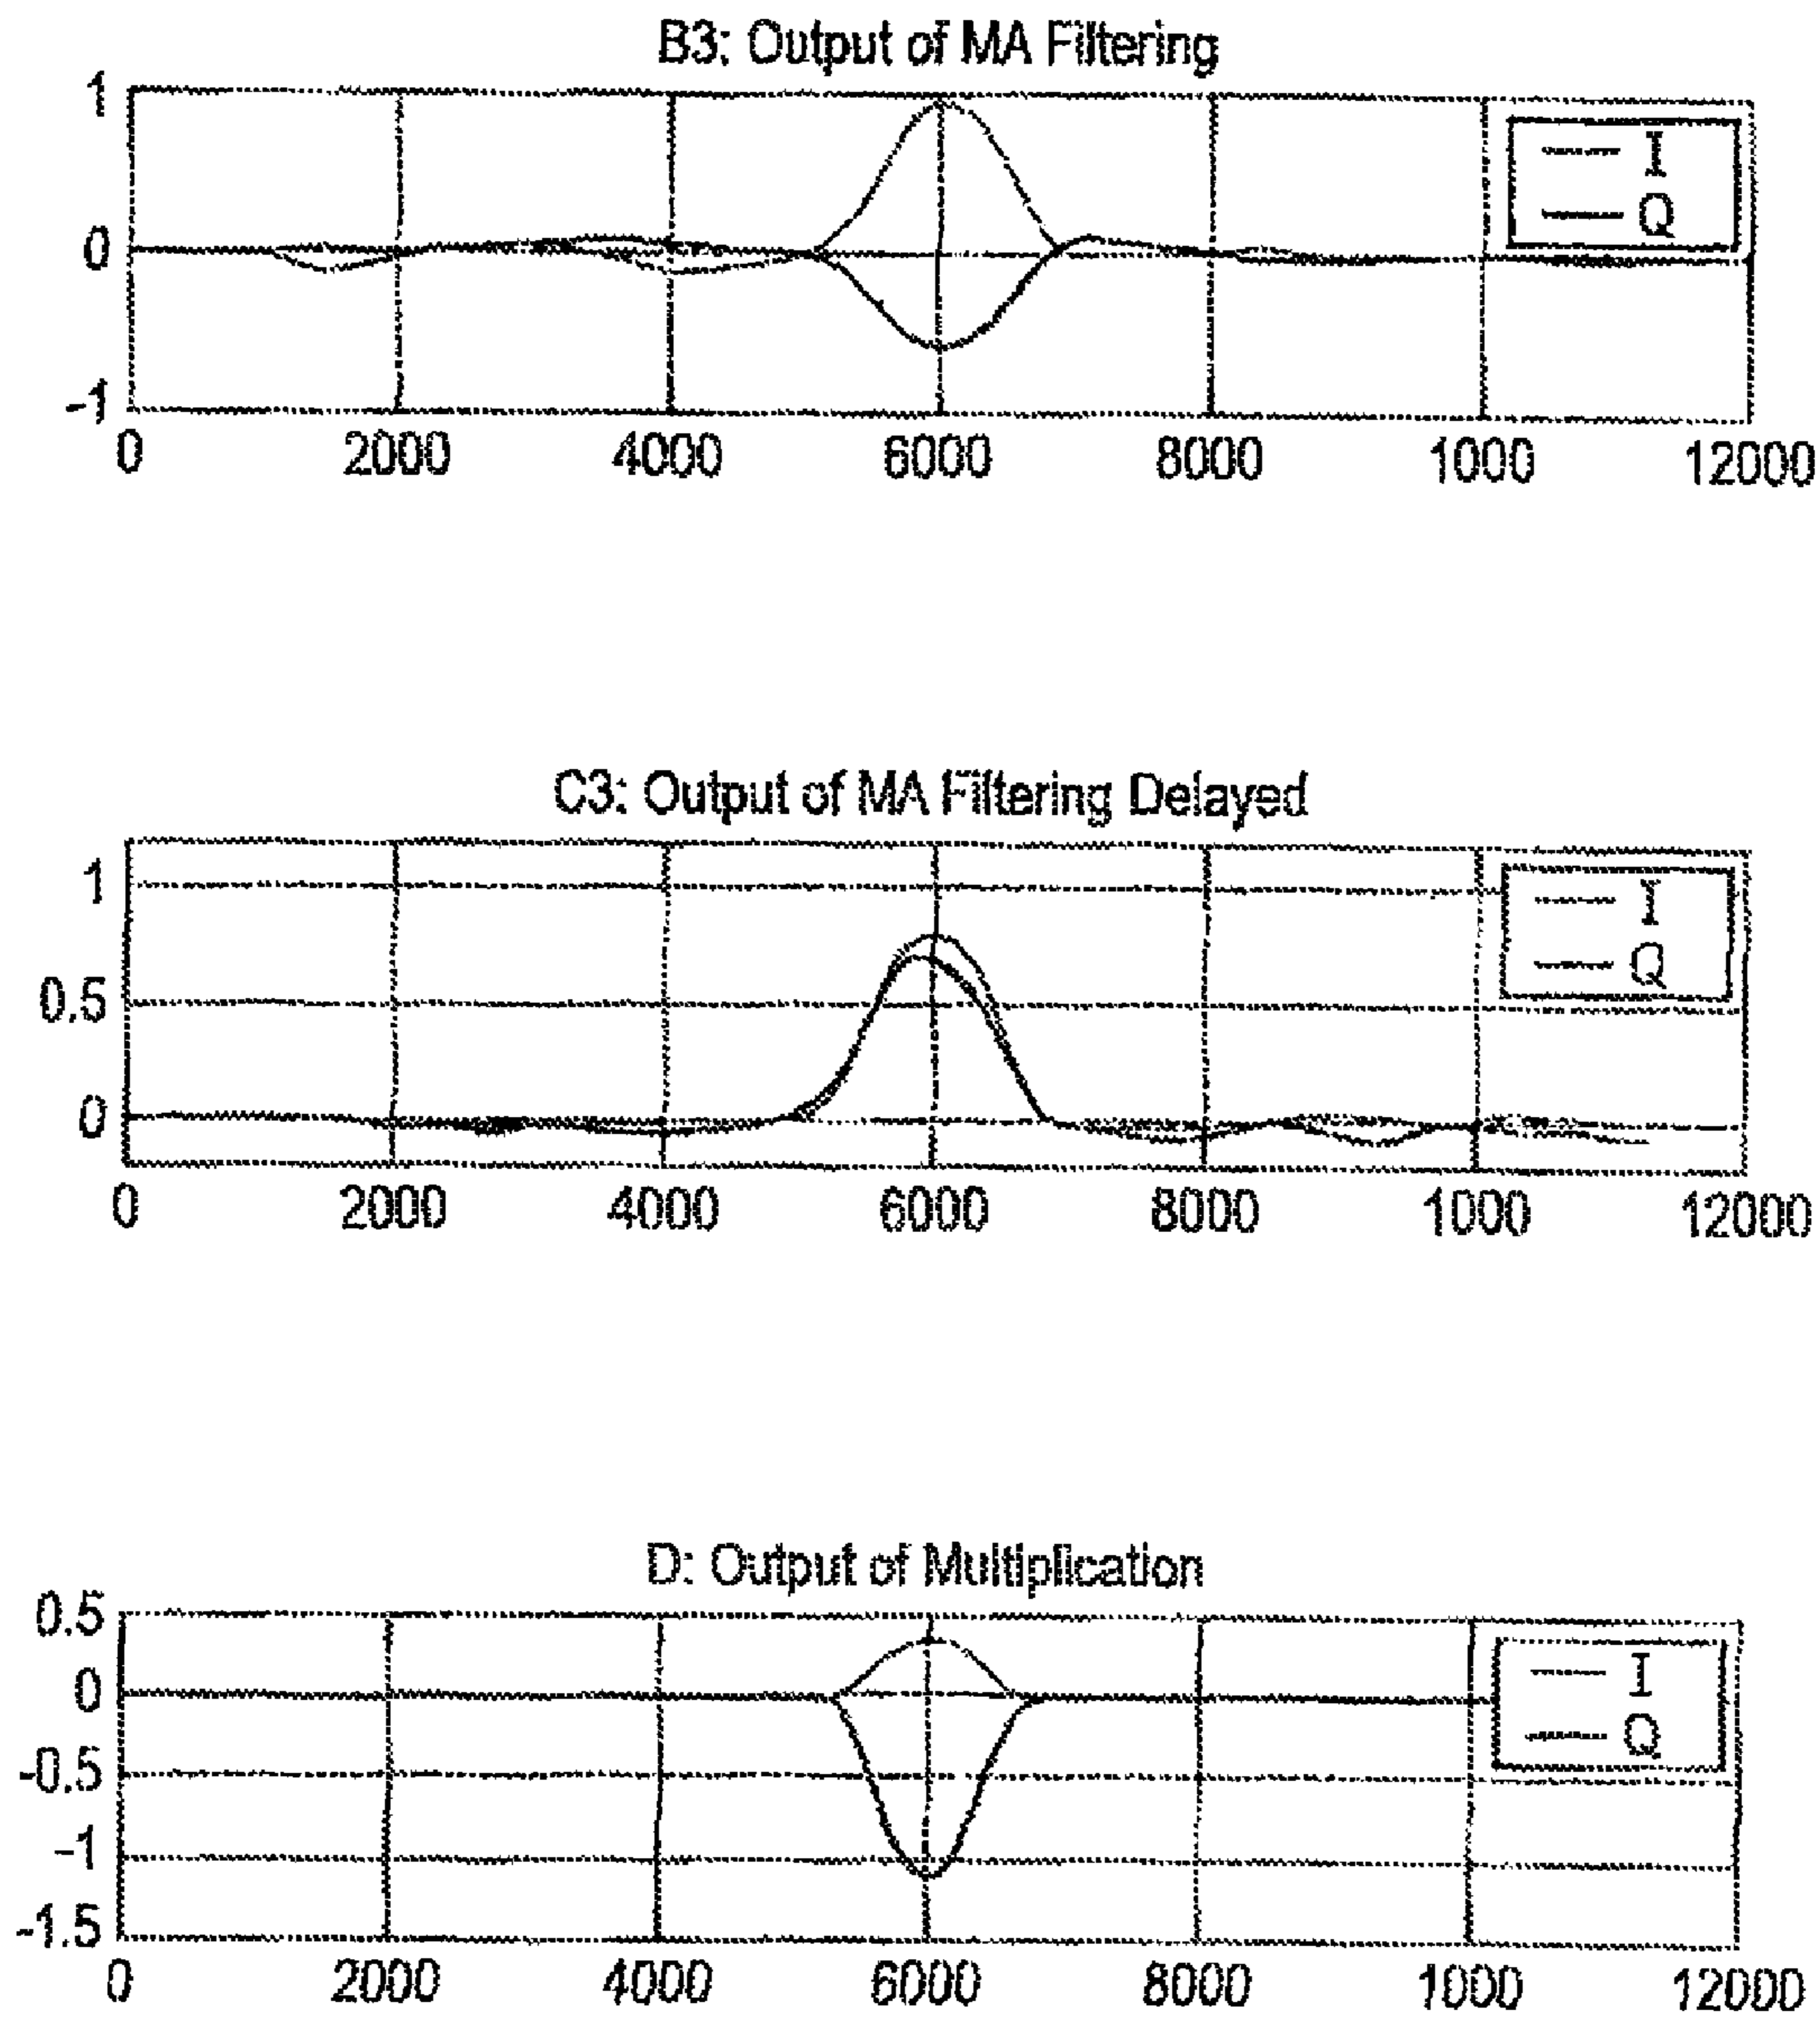 B3: Output of MA Filtering
1
0
-1
I
Q
0 2000 4000 6000 8000 1000 12000
C3: Output of MA Filtering Delayed
1
0.5
0
I
Q
0 2000 4000 6000 8000 1000 12000
D: Output of Multiplication
0.5
0
-0.5
-1
-1.5
I
Q
0 2000 4000 6000 8000 1000 12000